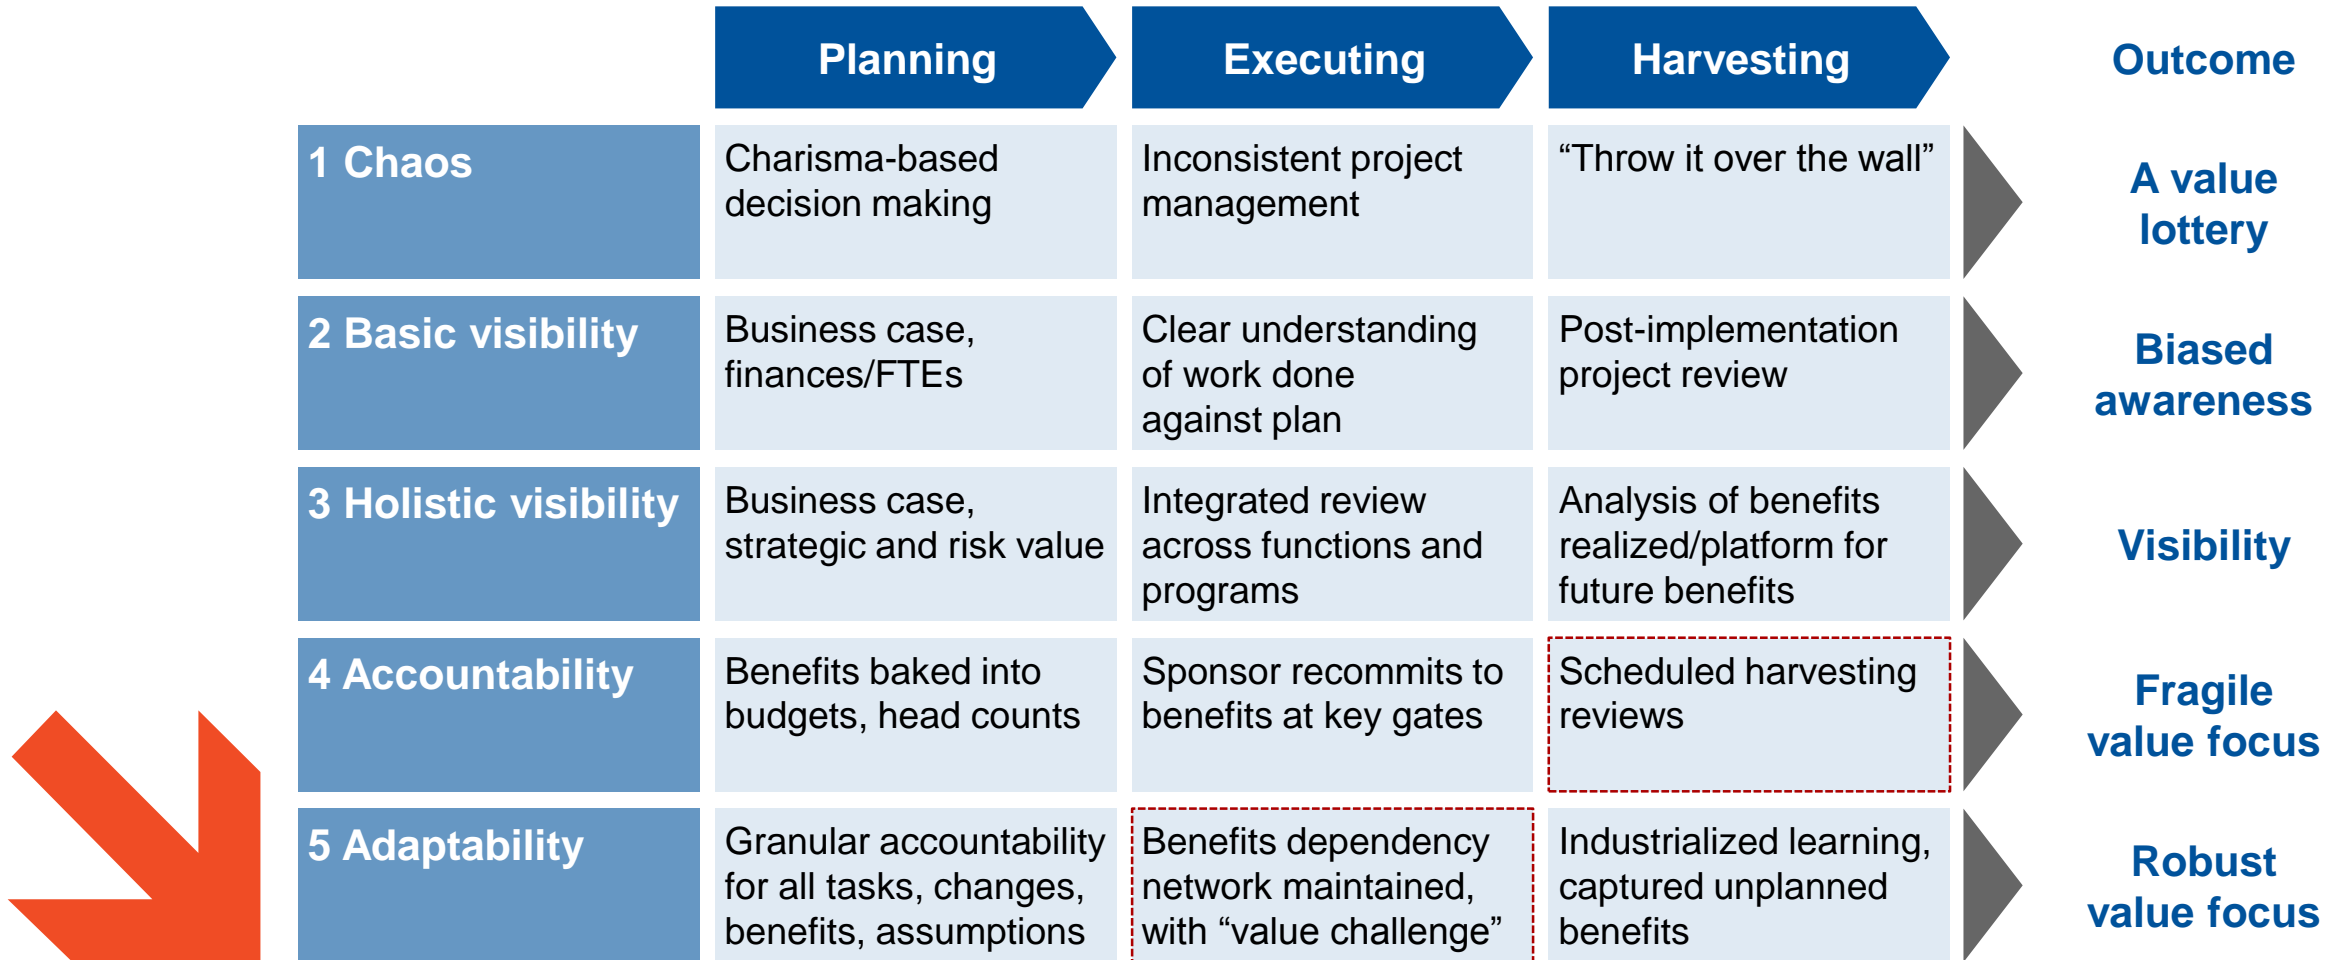 Planning
Executing
Harvesting
Outcome
1 Chaos
Charisma-based
decision making
Inconsistent project
management
“Throw it over the wall”
A value
lottery
2 Basic visibility
Business case,
finances/FTEs
Clear understanding
of work done
against plan
Post-implementation
project review
Biased
awareness
3 Holistic visibility
Business case,
strategic and risk value
Integrated review
across functions and
programs
Analysis of benefits
realized/platform for
future benefits
Visibility
4 Accountability
Benefits baked into
budgets, head counts
Sponsor recommits to
benefits at key gates
Scheduled harvesting
reviews
Fragile
value focus
5 Adaptability
Granular accountability
for all tasks, changes,
benefits, assumptions
Benefits dependency
network maintained,
with “value challenge”
Industrialized learning,
captured unplanned
benefits
Robust
value focus